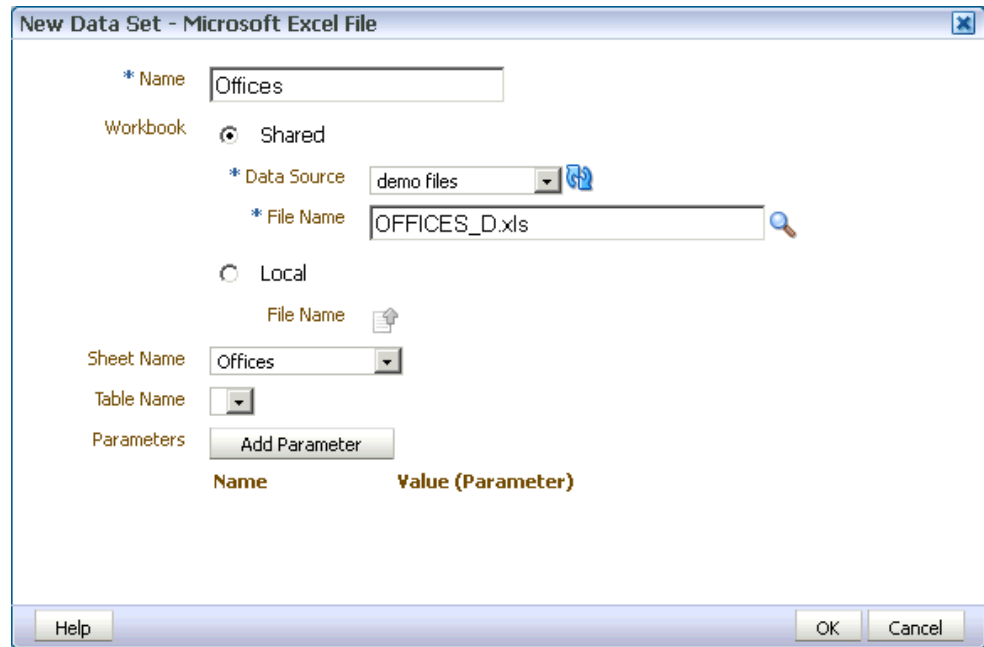 New Data Set - Microsoft Excel File
* Name Offices
Workbook Shared
* Data Source demo files
* File Name OFFICES_D.xls
Local
File Name
Sheet Name Offices
Table Name
Parameters Add Parameter
Name Value (Parameter)
Help OK Cancel